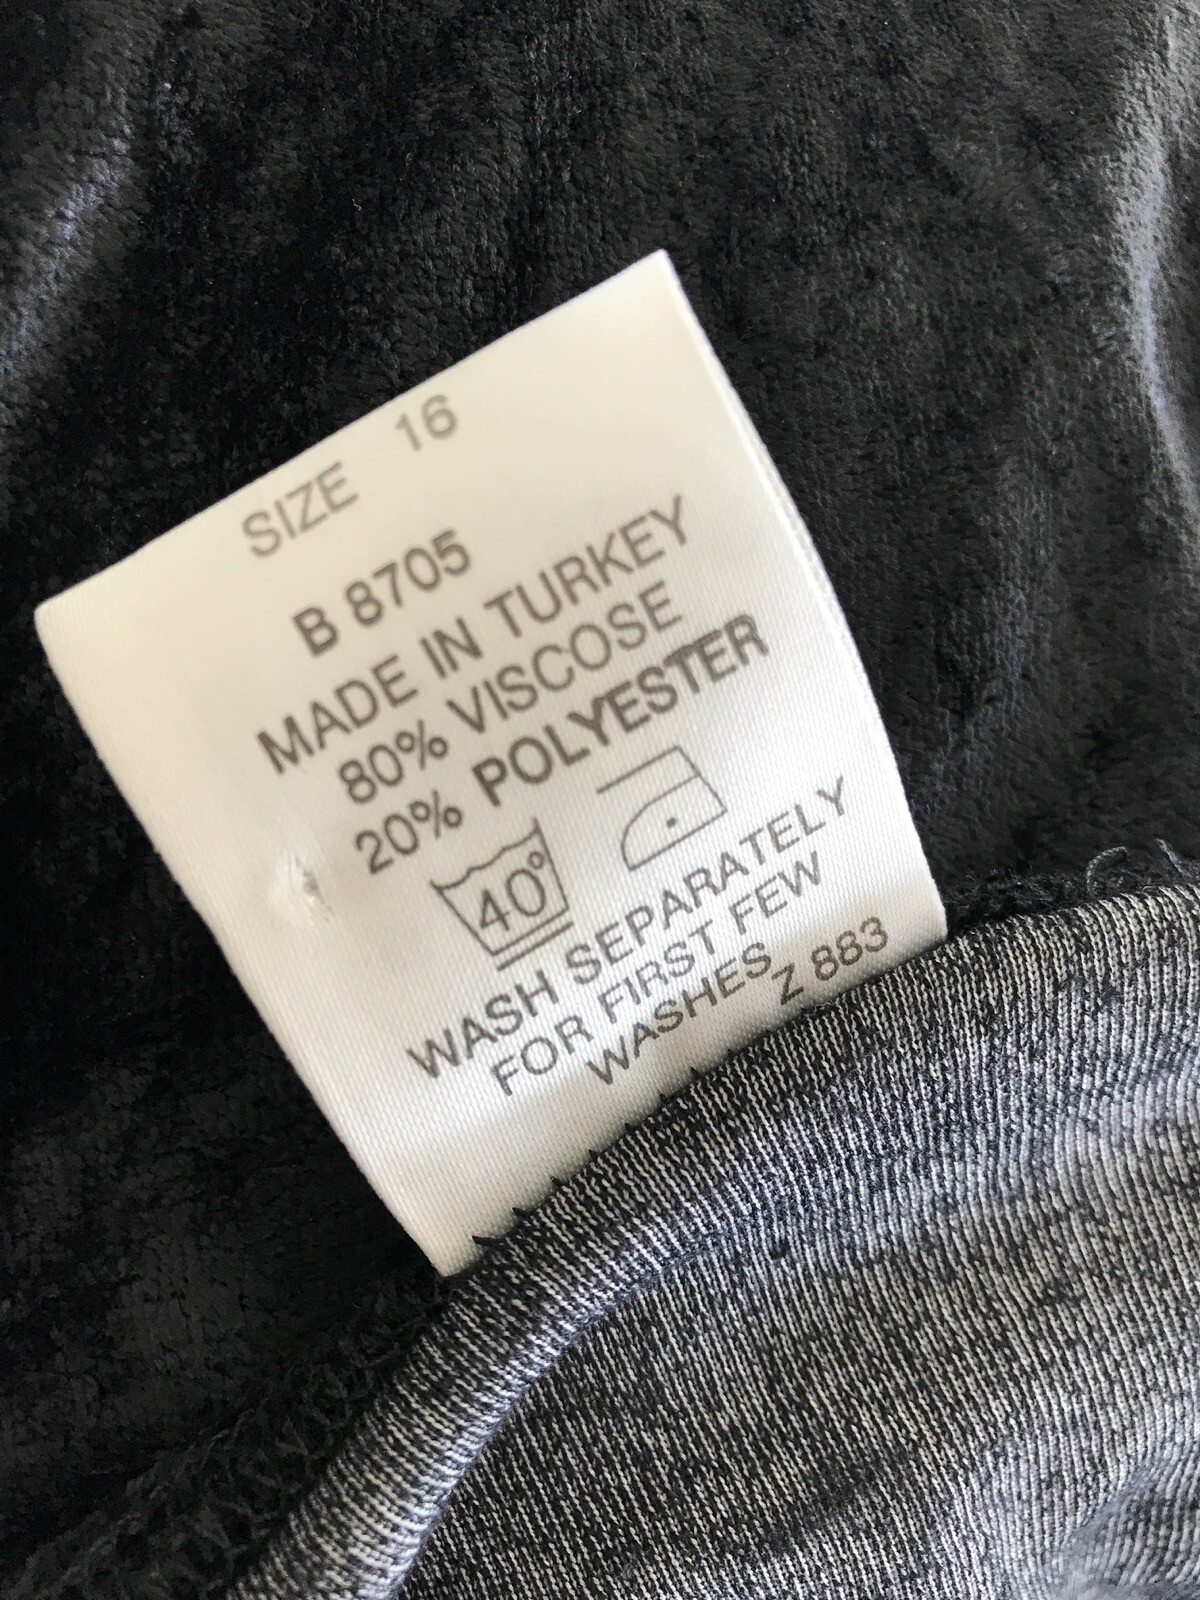 SIZE 16
B 8705
MADE IN TURKEY
80% VISCOSE
20% POLYESTER
40°
WASH SEPARATELY
FOR FIRST FEW
WASHES
Z 883